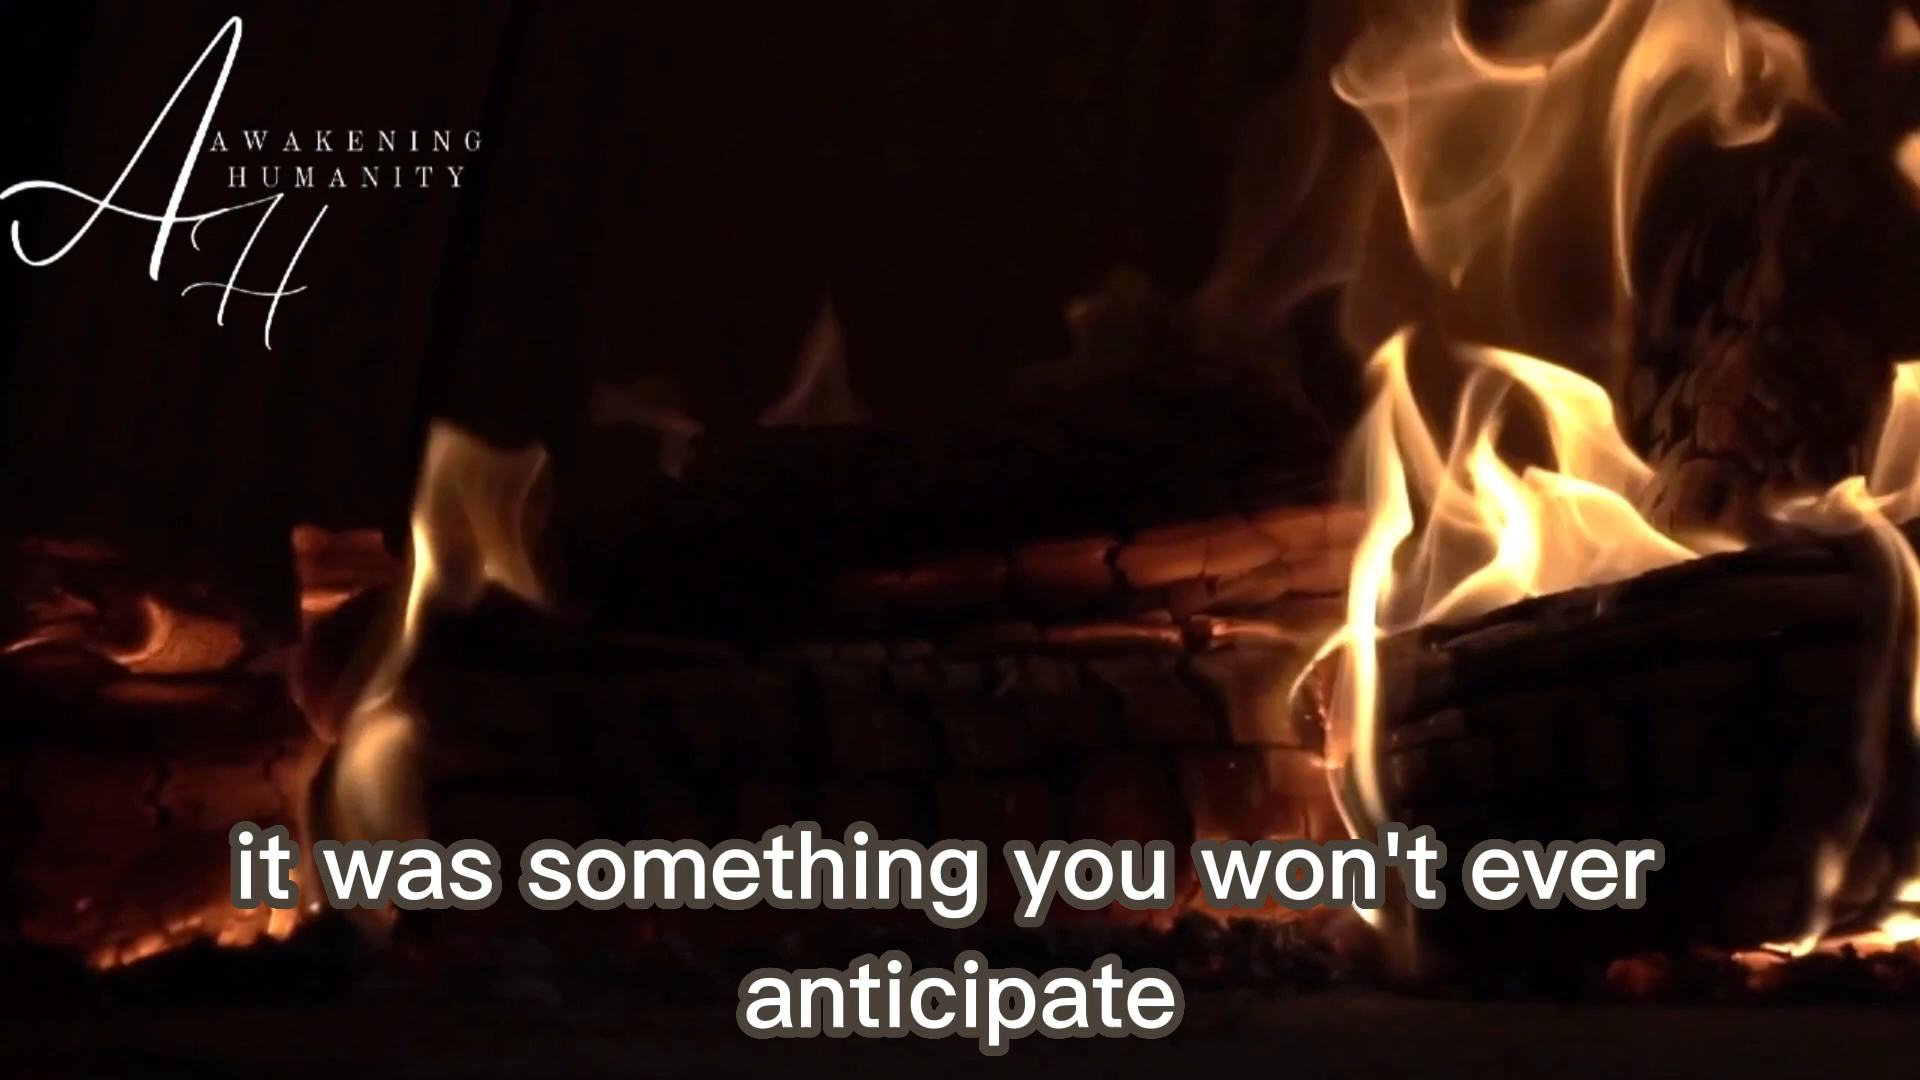 A AWAKENING
HUMANITY
H
it was something you won't ever
anticipate